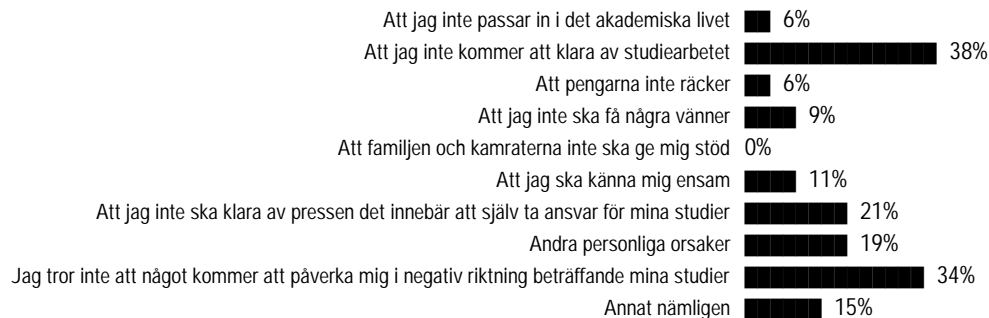 Att jag inte passar in i det akademiska livet 6%
Att jag inte kommer att klara av studiearbetet 38%
Att pengarna inte räcker 6%
Att jag inte ska få några vänner 9%
Att familjen och kamraterna inte ska ge mig stöd 0%
Att jag ska känna mig ensam 11%
Att jag inte ska klara av pressen det innebär att själv ta ansvar för mina studier 21%
Andra personliga orsaker 19%
Jag tror inte att något kommer att påverka mig i negativ riktning beträffande mina studier 34%
Annat nämligen 15%